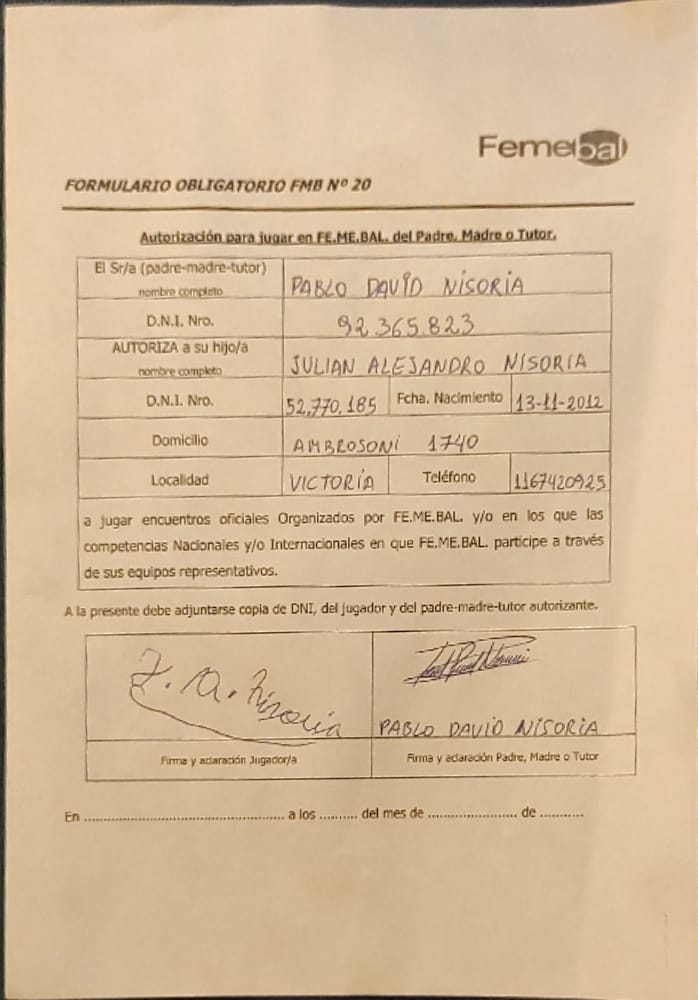 Femebal
FORMULARIO OBLIGATORIO FMB Nº 20
Autorización para jugar en FE.ME.BAL. del Padre, Madre o Tutor.
El Sr/a (padre-madre-tutor)
nombre completo
PABLO DAVID NISORIA
D.N.I. Nro.
92.365.823
AUTORIZA a su hijo/a
nombre completo
JULIAN ALEJANDRO NISORIA
D.N.I. Nro.
52.770.185
Fcha. Nacimiento
13-11-2012
Domicilio
AMBROSONI 1740
Localidad
VICTORIA
Teléfono
1167420925
a jugar encuentros oficiales Organizados por FE.ME.BAL. y/o en los que las
competencias Nacionales y/o Internacionales en que FE.ME.BAL. participe a través
de sus equipos representativos.
A la presente debe adjuntarse copia de DNI, del jugador y del padre-madre-tutor autorizante.
J. A. Nisoria
PABLO DAVID NISORIA
Firma y aclaración Jugador/a
Firma y aclaración Padre, Madre o Tutor
En ............................................ a los ......... del mes de ..................... de ...........